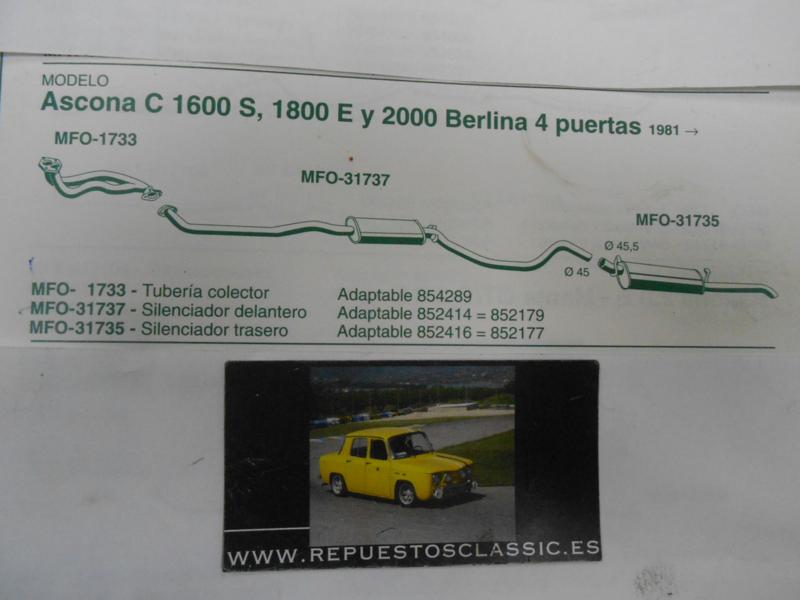 MODELO
Ascona C 1600 S, 1800 E y 2000 Berlina 4 puertas 1981 →
MFO-1733
MFO-31737
MFO-31735
Ø 45,5
Ø 45
MFO- 1733 - Tubería colector Adaptable 854289
MFO-31737 - Silenciador delantero Adaptable 852414 = 852179
MFO-31735 - Silenciador trasero Adaptable 852416 = 852177
WWW.REPUESTOSCLASSIC.ES